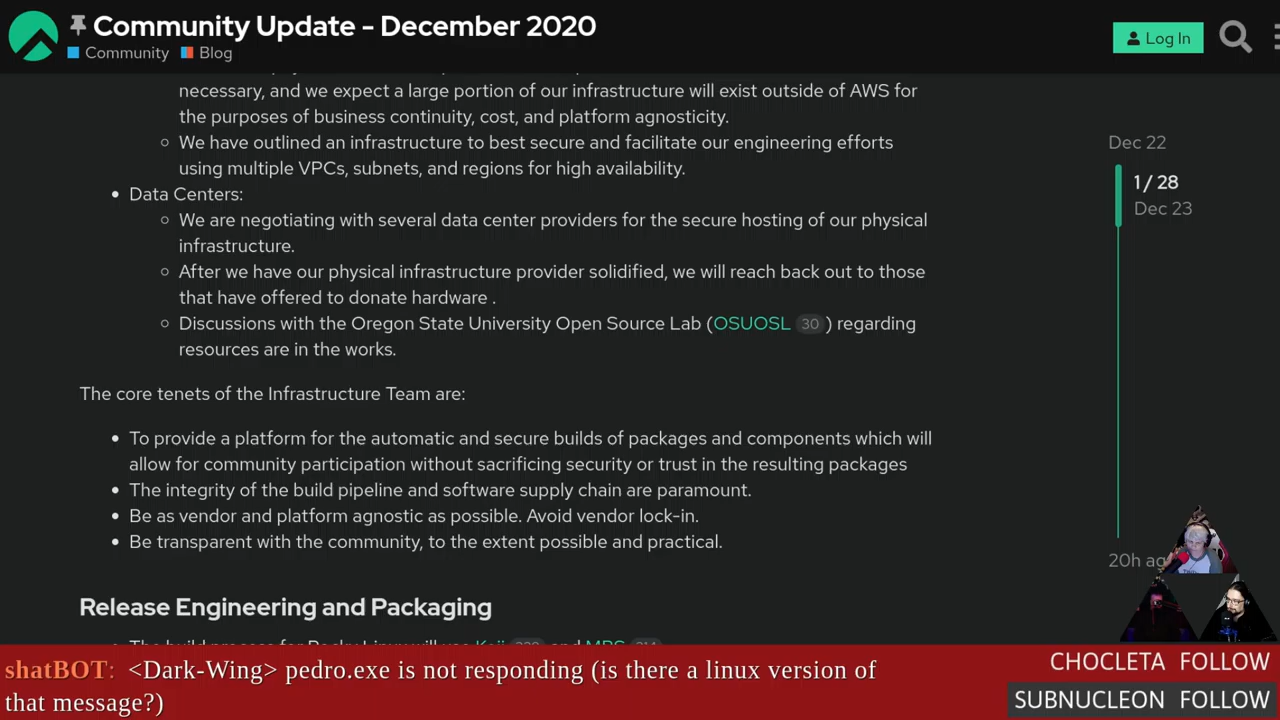 Community Update - December 2020
Community Blog
Log In
necessary, and we expect a large portion of our infrastructure will exist outside of AWS for
the purposes of business continuity, cost, and platform agnosticity.
We have outlined an infrastructure to best secure and facilitate our engineering efforts
using multiple VPCs, subnets, and regions for high availability.
Data Centers:
We are negotiating with several data center providers for the secure hosting of our physical
infrastructure.
After we have our physical infrastructure provider solidified, we will reach back out to those
that have offered to donate hardware .
Discussions with the Oregon State University Open Source Lab (OSUOSL 30 ) regarding
resources are in the works.
The core tenets of the Infrastructure Team are:
To provide a platform for the automatic and secure builds of packages and components which will
allow for community participation without sacrificing security or trust in the resulting packages
The integrity of the build pipeline and software supply chain are paramount.
Be as vendor and platform agnostic as possible. Avoid vendor lock-in.
Be transparent with the community, to the extent possible and practical.
Release Engineering and Packaging
The build process for Rocky Linux will use Koji and MBS
Dec 22
1 / 28
Dec 23
20h ag
shatBOT: <Dark-Wing> pedro.exe is not responding (is there a linux version of
that message?)
CHOCLETA FOLLOW
SUBNUCLEON FOLLOW